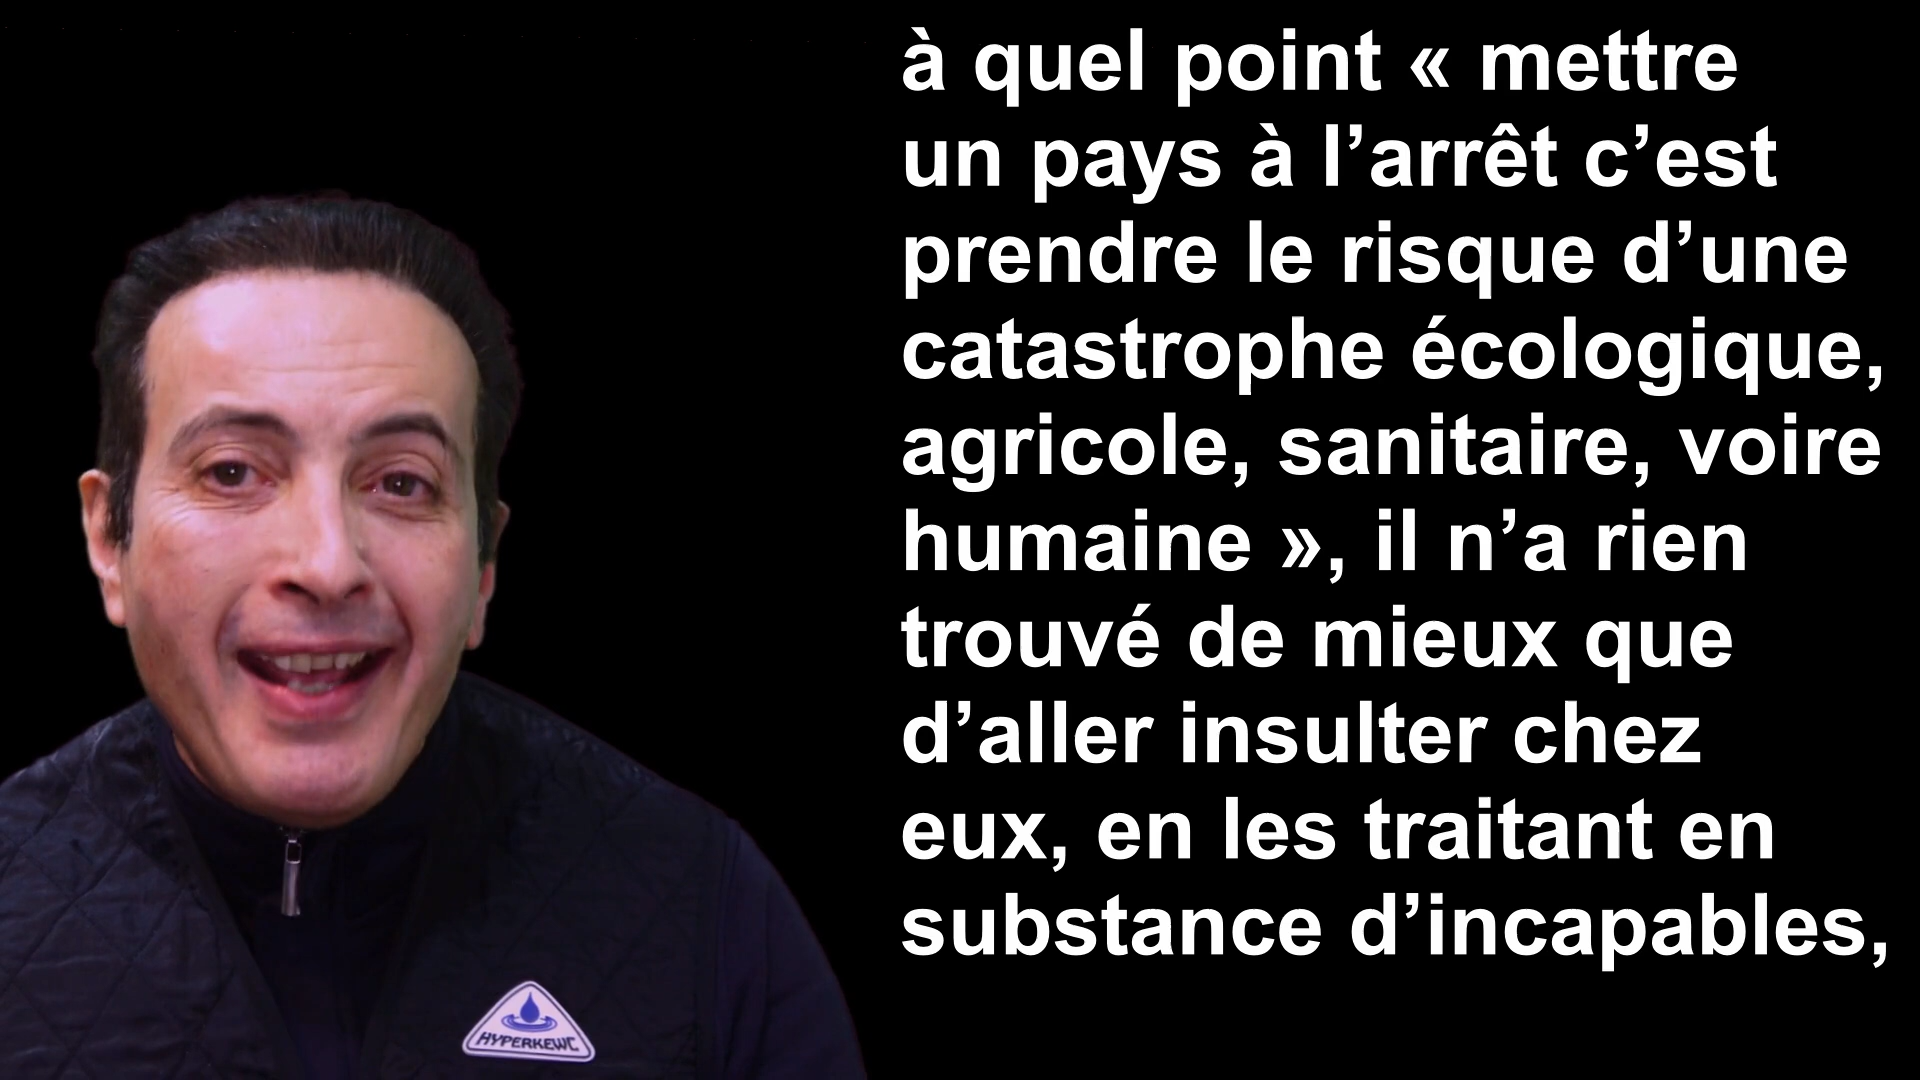 à quel point « mettre
un pays à l’arrêt c’est
prendre le risque d’une
catastrophe écologique,
agricole, sanitaire, voire
humaine », il n’a rien
trouvé de mieux que
d’aller insulter chez
eux, en les traitant en
substance d’incapables,
HYPERKEWL